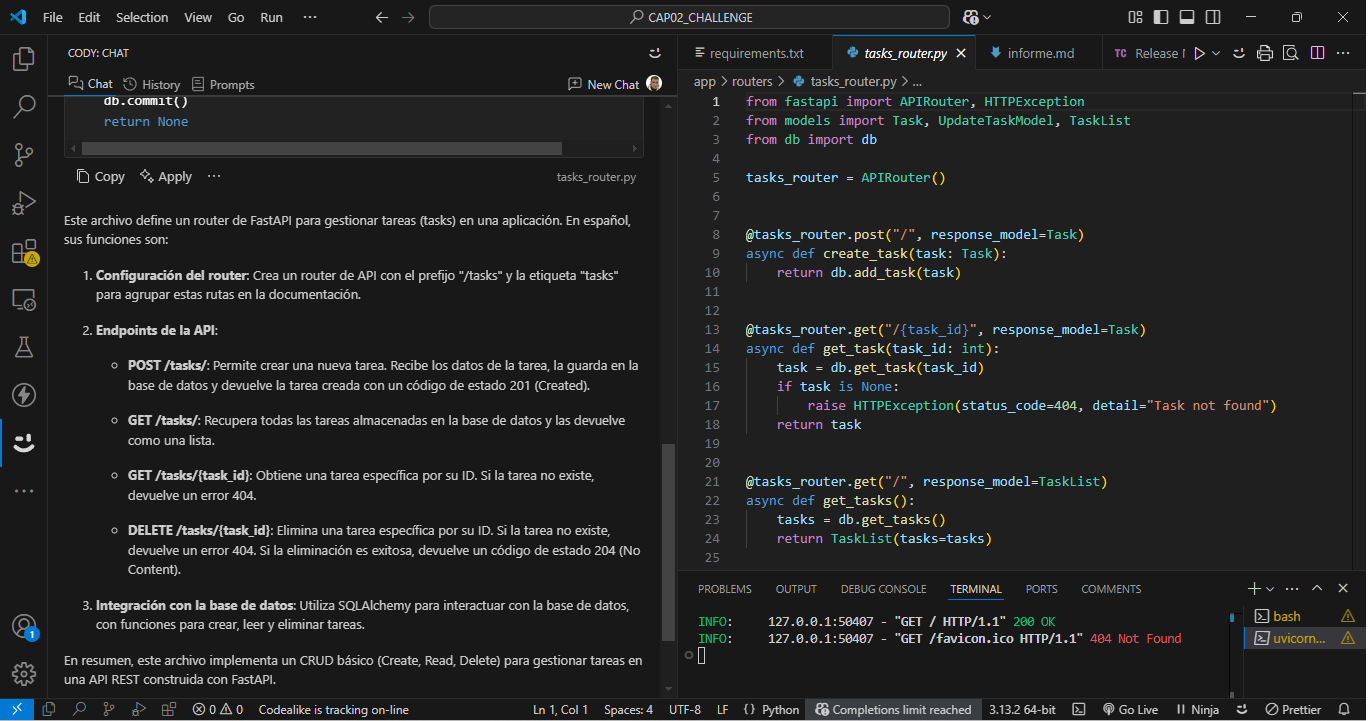 File Edit Selection View Go Run ··· CAP02_CHALLENGE
CODY: CHAT
Chat History Prompts New Chat
db.commit()
return None
Copy Apply ··· tasks_router.py
Este archivo define un router de FastAPI para gestionar tareas (tasks) en una aplicación. En español,
sus funciones son:
1. Configuración del router: Crea un router de API con el prefijo "/tasks" y la etiqueta "tasks"
para agrupar estas rutas en la documentación.
2. Endpoints de la API:
POST /tasks/: Permite crear una nueva tarea. Recibe los datos de la tarea, la guarda en la
base de datos y devuelve la tarea creada con un código de estado 201 (Created).
GET /tasks/: Recupera todas las tareas almacenadas en la base de datos y las devuelve
como una lista.
GET /tasks/{task_id}: Obtiene una tarea específica por su ID. Si la tarea no existe,
devuelve un error 404.
DELETE /tasks/{task_id}: Elimina una tarea específica por su ID. Si la tarea no existe,
devuelve un error 404. Si la eliminación es exitosa, devuelve un código de estado 204 (No
Content).
3. Integración con la base de datos: Utiliza SQLAlchemy para interactuar con la base de datos,
con funciones para crear, leer y eliminar tareas.
En resumen, este archivo implementa un CRUD básico (Create, Read, Delete) para gestionar tareas en
una API REST construida con FastAPI.
requirements.txt tasks_router.py informe.md TC Release
app > routers > tasks_router.py > ...
1 from fastapi import APIRouter, HTTPException
2 from models import Task, UpdateTaskModel, TaskList
3 from db import db
4
5 tasks_router = APIRouter()
6
7
8 @tasks_router.post("/", response_model=Task)
9 async def create_task(task: Task):
10 return db.add_task(task)
11
12
13 @tasks_router.get("/{task_id}", response_model=Task)
14 async def get_task(task_id: int):
15 task = db.get_task(task_id)
16 if task is None:
17 raise HTTPException(status_code=404, detail="Task not found")
18 return task
19
20
21 @tasks_router.get("/", response_model=TaskList)
22 async def get_tasks():
23 tasks = db.get_tasks()
24 return TaskList(tasks=tasks)
25
PROBLEMS OUTPUT DEBUG CONSOLE TERMINAL PORTS COMMENTS
INFO: 127.0.0.1:50407 - "GET / HTTP/1.1" 200 OK
INFO: 127.0.0.1:50407 - "GET /favicon.ico HTTP/1.1" 404 Not Found
bash
uvicorn...
1
0 0 Codealike is tracking on-line Ln 1, Col 1 Spaces: 4 UTF-8 LF {} Python Completions limit reached 3.13.2 64-bit Go Live Ninja Prettier